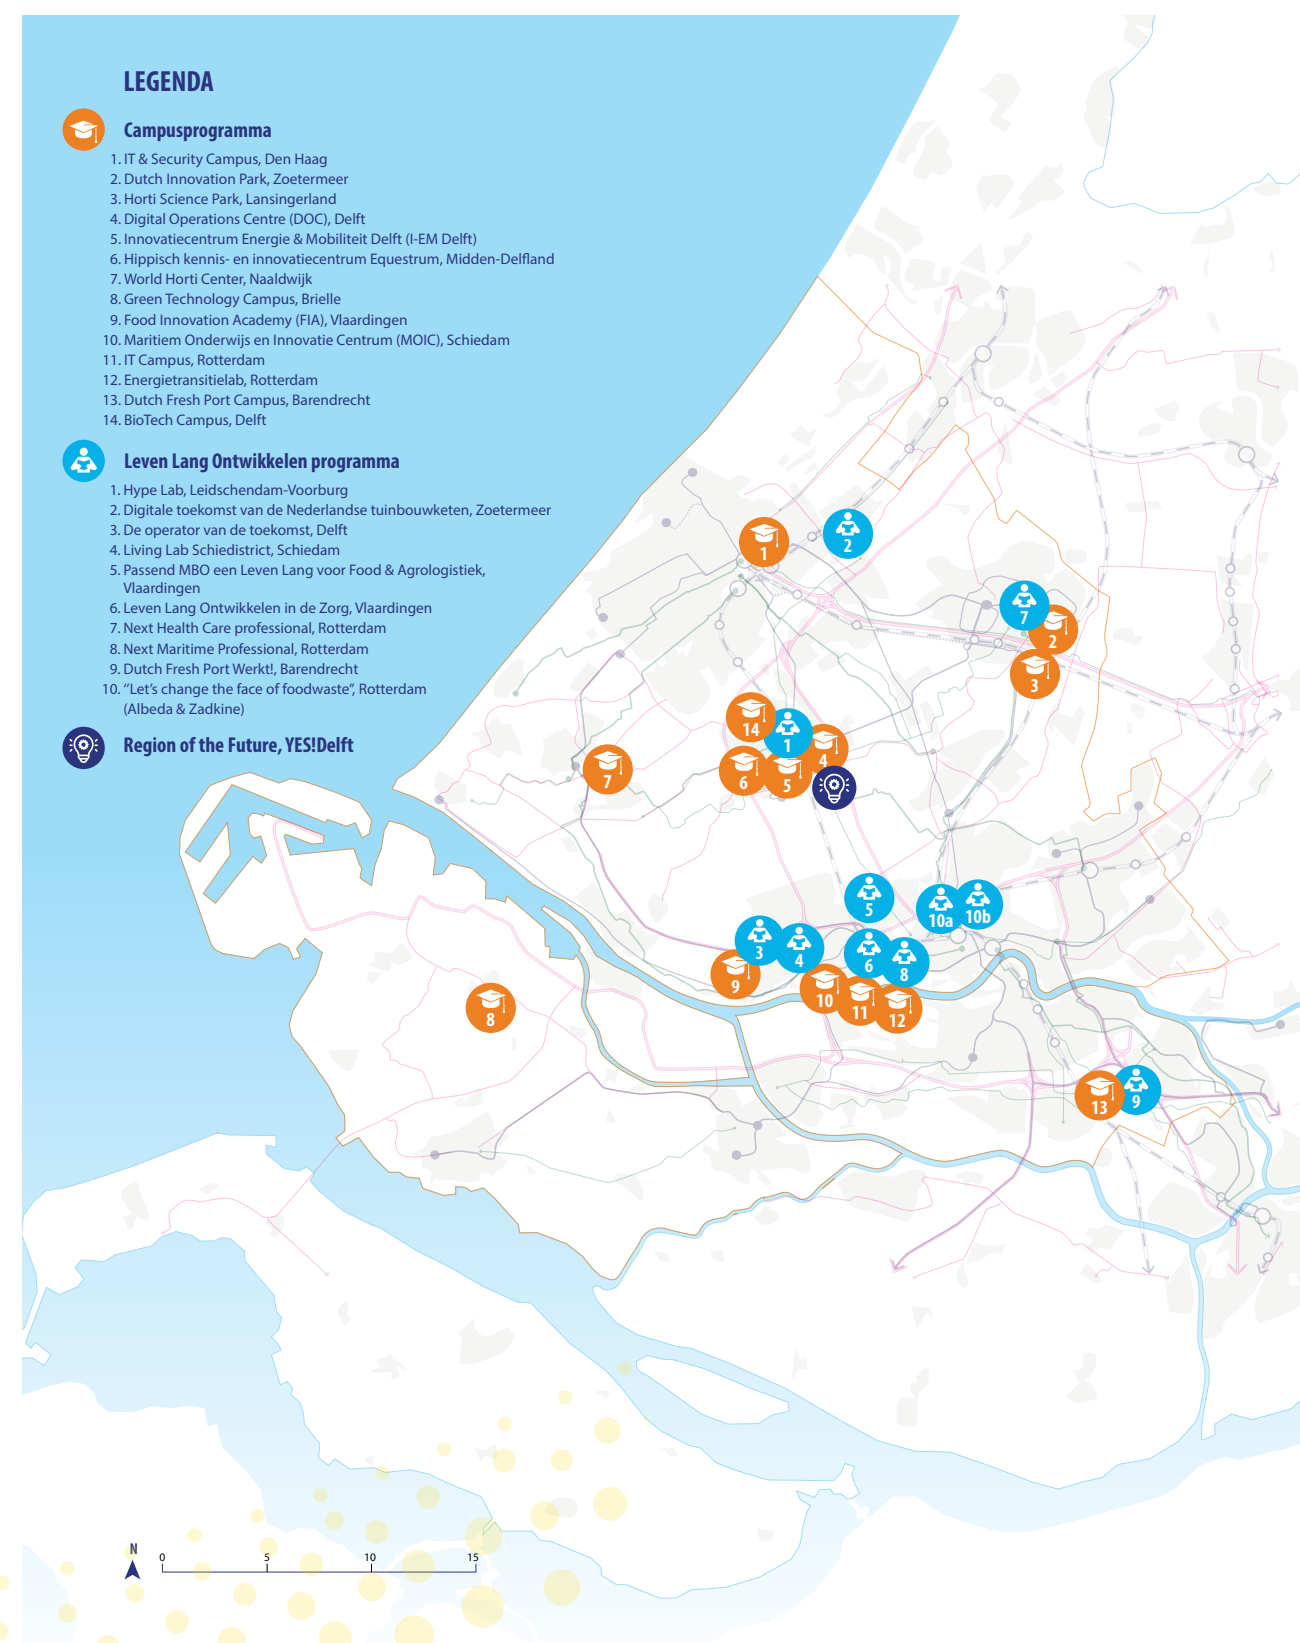 LEGENDA
Campusprogramma
1. IT & Security Campus, Den Haag
2. Dutch Innovation Park, Zoetermeer
3. Horti Science Park, Lansingerland
4. Digital Operations Centre (DOC), Delft
5. Innovatiecentrum Energie & Mobiliteit Delft (I-EM Delft)
6. Hippisch kennis- en innovatiecentrum Equestrum, Midden-Delfland
7. World Horti Center, Naaldwijk
8. Green Technology Campus, Brielle
9. Food Innovation Academy (FIA), Vlaardingen
10. Maritiem Onderwijs en Innovatie Centrum (MOIC), Schiedam
11. IT Campus, Rotterdam
12. Energietransitielab, Rotterdam
13. Dutch Fresh Port Campus, Barendrecht
14. BioTech Campus, Delft
Leven Lang Ontwikkelen programma
1. Hype Lab, Leidschendam-Voorburg
2. Digitale toekomst van de Nederlandse tuinbouwketen, Zoetermeer
3. De operator van de toekomst, Delft
4. Living Lab Schiedistrict, Schiedam
5. Passend MBO een Leven Lang voor Food & Agrologistiek,
Vlaardingen
6. Leven Lang Ontwikkelen in de Zorg, Vlaardingen
7. Next Health Care professional, Rotterdam
8. Next Maritime Professional, Rotterdam
9. Dutch Fresh Port Werkt!, Barendrecht
10. "Let's change the face of foodwaste", Rotterdam
(Albeda & Zadkine)
Region of the Future, YES!Delft
1
2
7
2
3
14
1
4
7
6
5
5
10a
10b
3
4
6
8
9
10
11
12
8
13
9
N
0
5
10
15